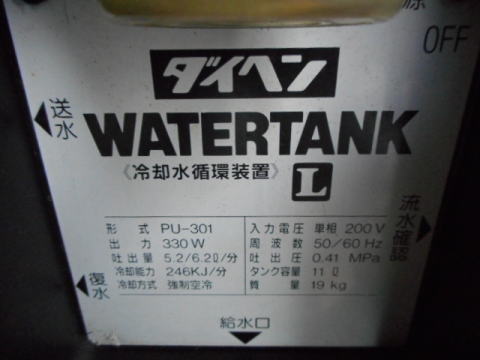 源
OFF
ダイヘン
送水
WATERTANK
《冷却水循環装置》 L
流水確認
形式 PU-301 入力電圧 単相 200V
出力 330W 周波数 50/60Hz
吐出量 5.2/6.2ℓ/分 吐出圧 0.41 MPa
冷却能力 246KJ/分 タンク容量 11ℓ
冷却方式 強制空冷 質量 19kg
復水
給水口